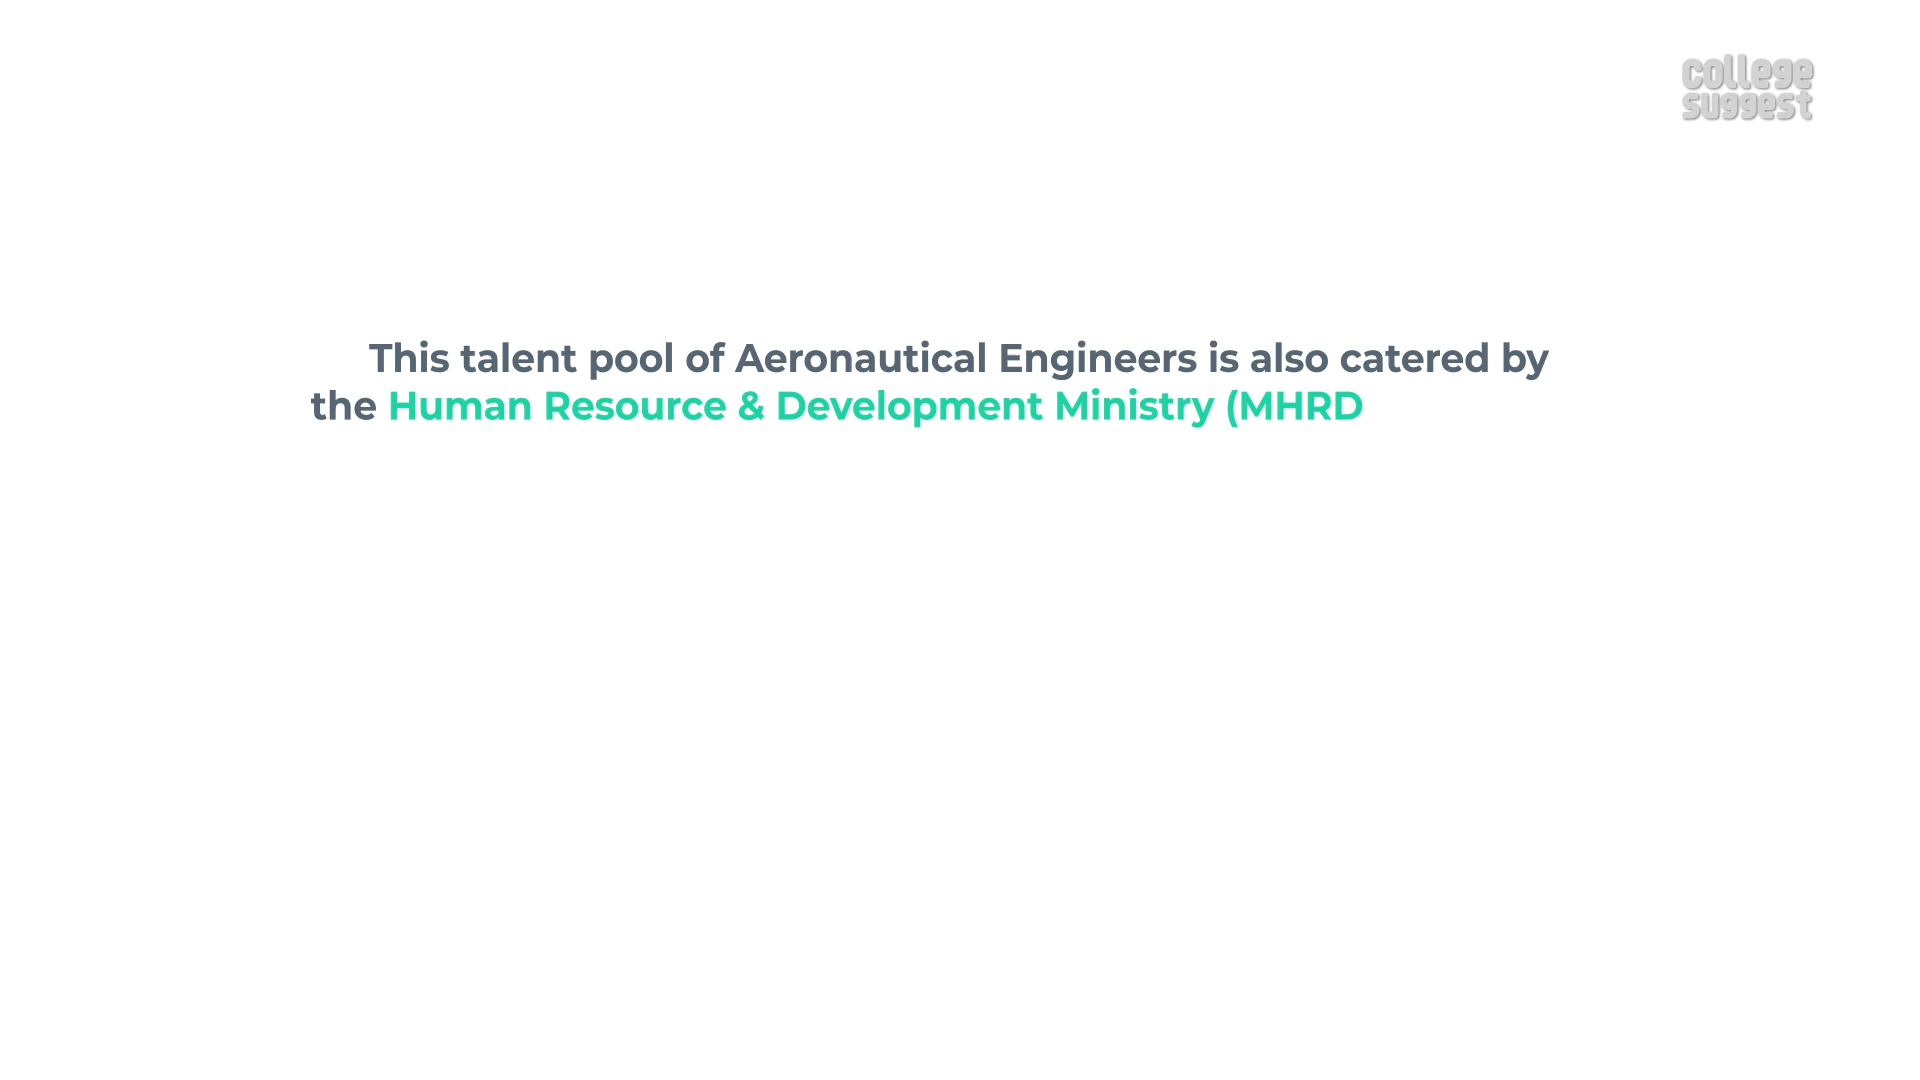 college
suggest
This talent pool of Aeronautical Engineers is also catered by
the Human Resource & Development Ministry (MHRD